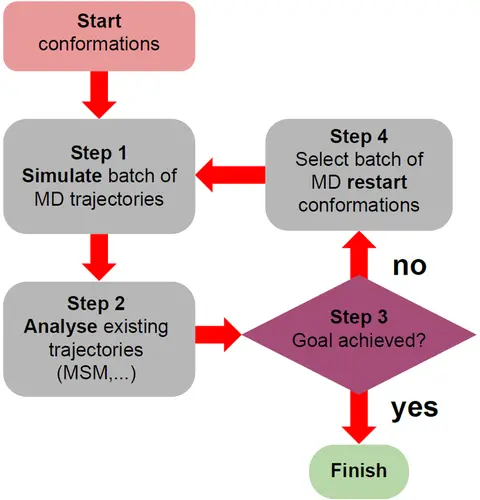 Start
conformations
Step 1
Simulate batch of
MD trajectories
Step 2
Analyse existing
trajectories
(MSM,...)
Step 3
Goal achieved?
no
Step 4
Select batch of
MD restart
conformations
yes
Finish